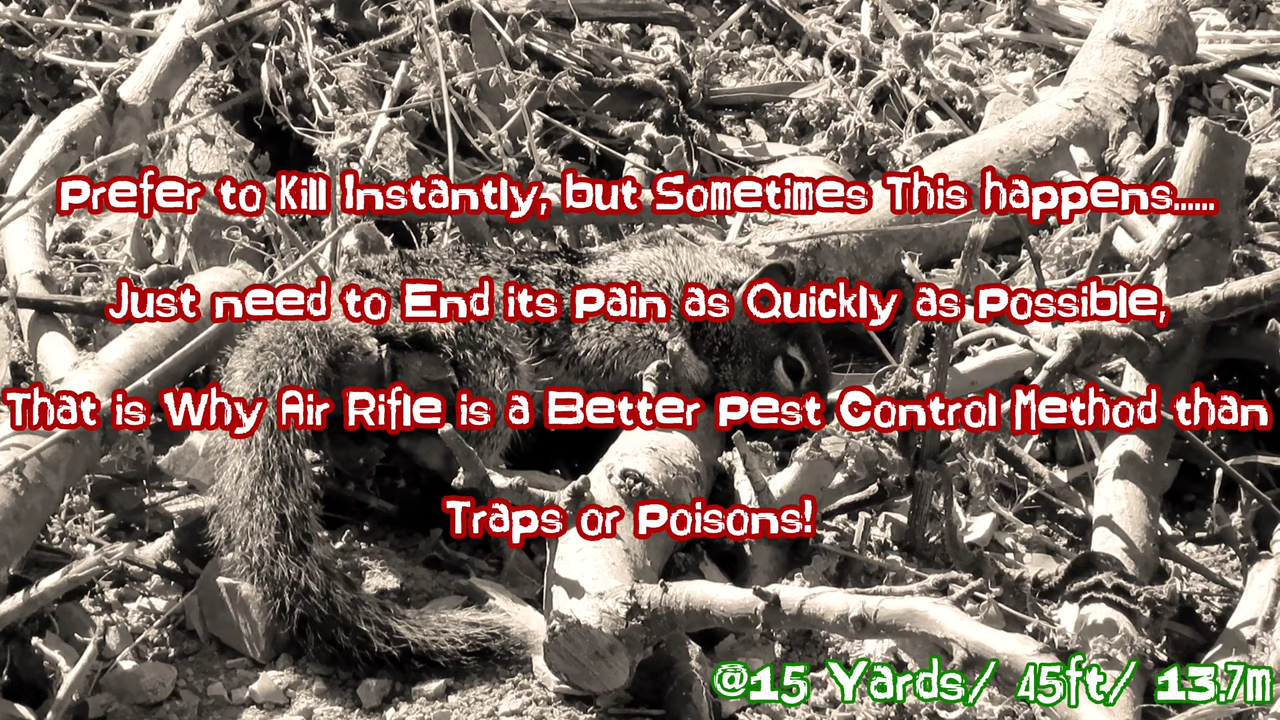 Prefer to Kill Instantly, but Sometimes This happens......
Just need to End its Pain as Quickly as Possible,
That is Why Air Rifle is a Better Pest Control Method than
Traps or Poisons!
@15 Yards/ 45ft/ 13.7m